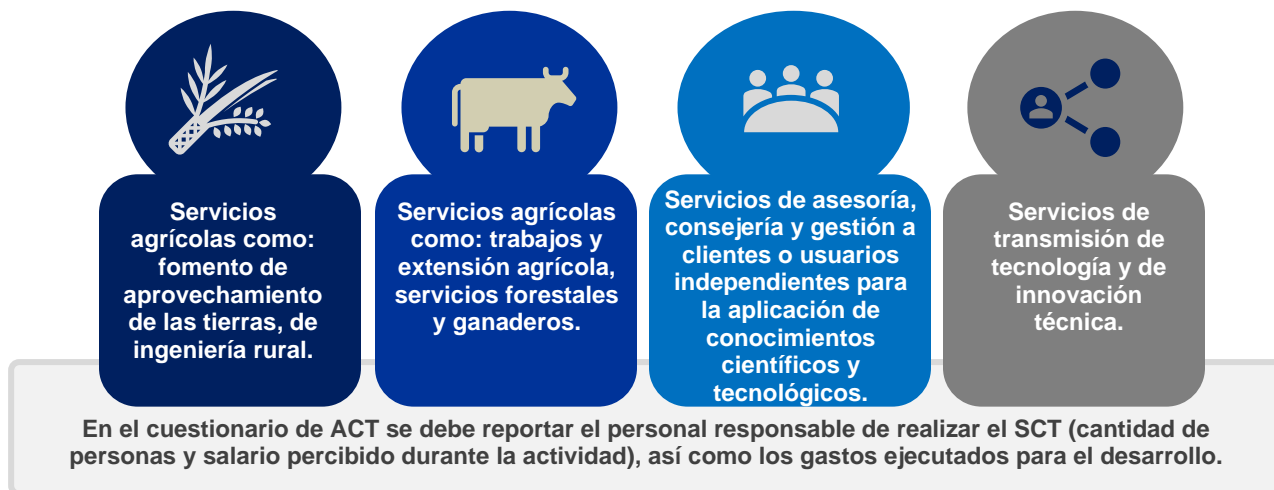 Servicios
agrícolas como:
fomento de
aprovechamiento
de las tierras, de
ingeniería rural.
Servicios agrícolas
como: trabajos y
extensión agrícola,
servicios forestales
y ganaderos.
Servicios de asesoría,
consejería y gestión a
clientes o usuarios
independientes para
la aplicación de
conocimientos
científicos y
tecnológicos.
Servicios de
transmisión de
tecnología y de
innovación
técnica.
En el cuestionario de ACT se debe reportar el personal responsable de realizar el SCT (cantidad de
personas y salario percibido durante la actividad), así como los gastos ejecutados para el desarrollo.